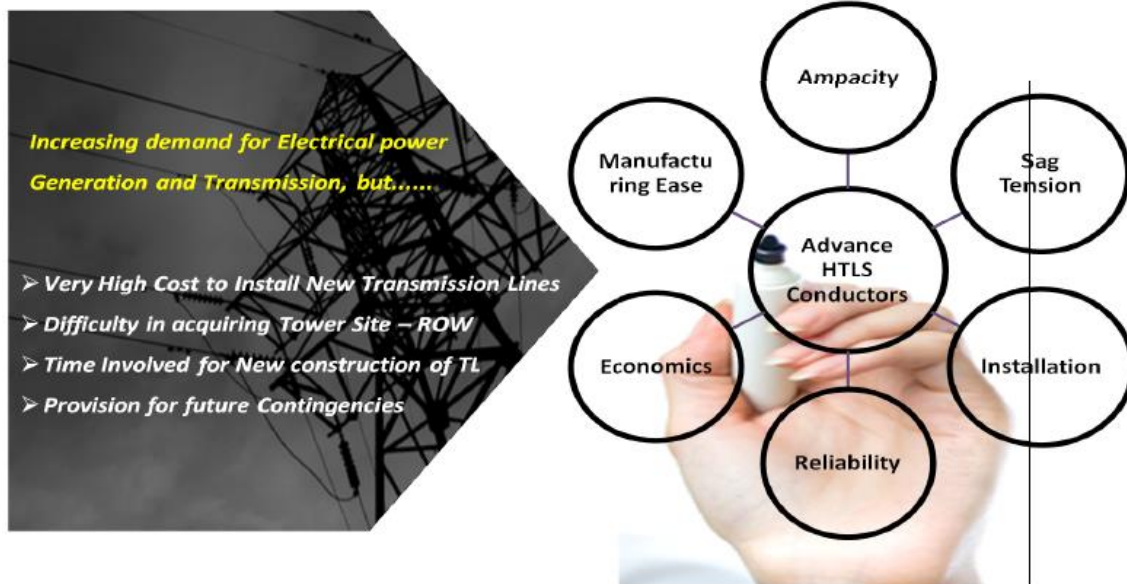 Increasing demand for Electrical power
Generation and Transmission, but......
➢ Very High Cost to Install New Transmission Lines
➢ Difficulty in acquiring Tower Site – ROW
➢ Time Involved for New construction of TL
➢ Provision for future Contingencies
Ampacity
Manufactu
ring Ease
Sag
Tension
Advance
HTLS
Conductors
Economics
Installation
Reliability